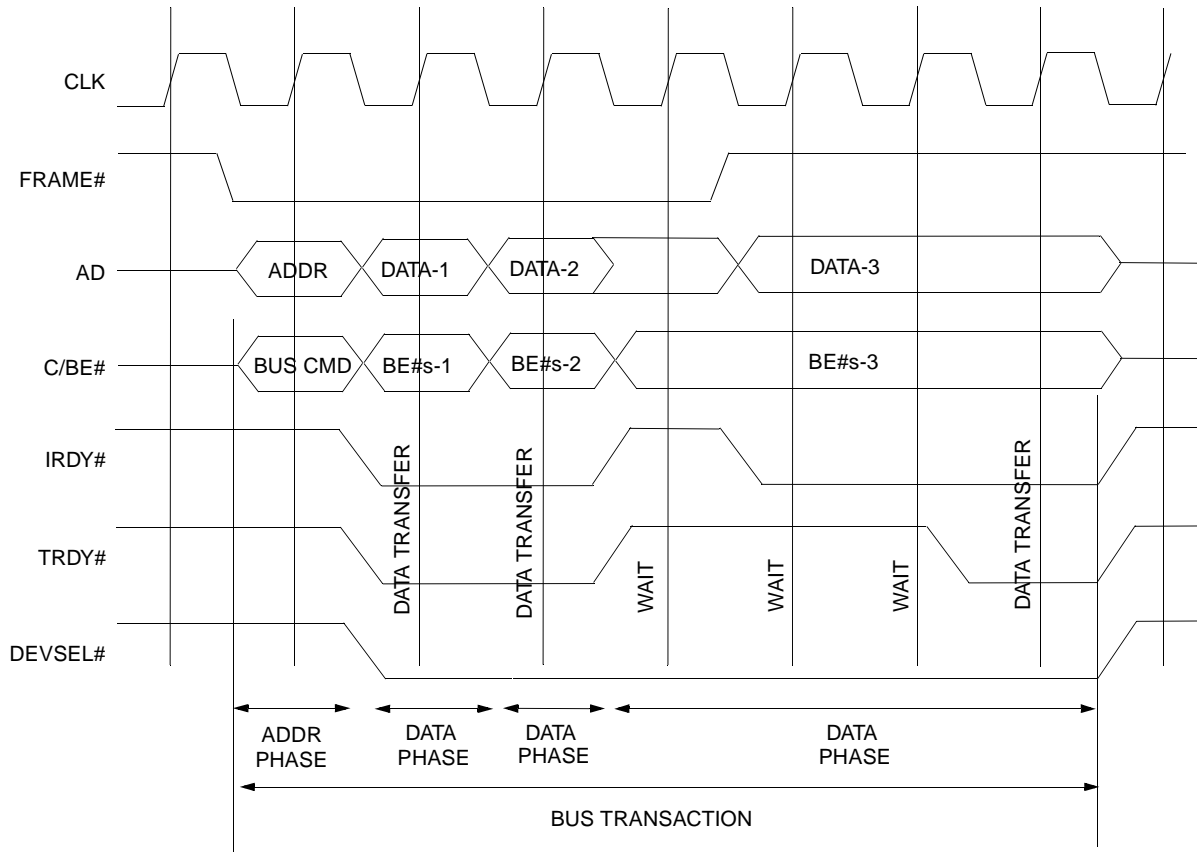 CLK
FRAME#
AD
ADDR
DATA-1
DATA-2
DATA-3
C/BE#
BUS CMD
BE#s-1
BE#s-2
BE#s-3
IRDY#
TRDY#
DATA TRANSFER
DATA TRANSFER
WAIT
WAIT
WAIT
DATA TRANSFER
DEVSEL#
ADDR
PHASE
DATA
PHASE
DATA
PHASE
DATA
PHASE
BUS TRANSACTION